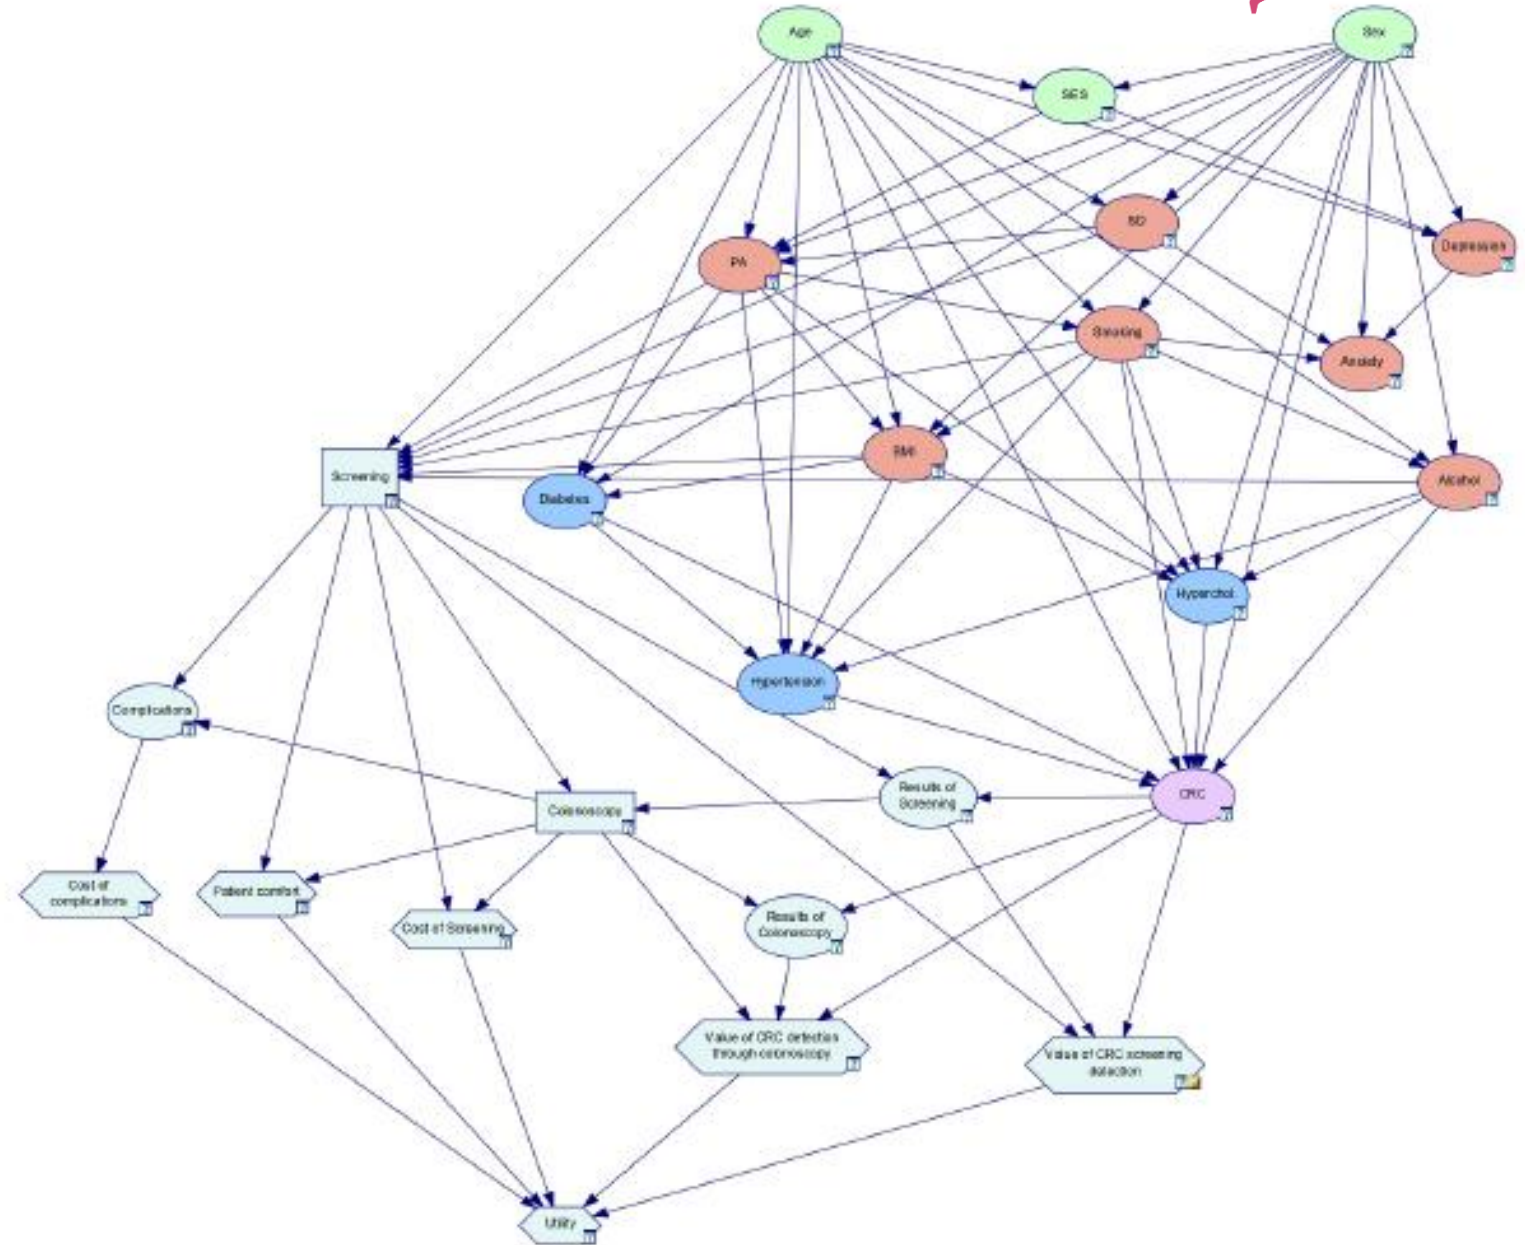 Age
Sex
SES
SD
Depression
PA
Smoking
Anxiety
BMI
Alcohol
Screening
Diabetes
Hyperchol.
Hypertension
Complications
Results of
Screening
CRC
Colonoscopy
Cost of
complications
Patient comfort
Cost of Screening
Results of
Colonoscopy
Value of CRC detection
through colonoscopy
Value of CRC screening
detection
Utility